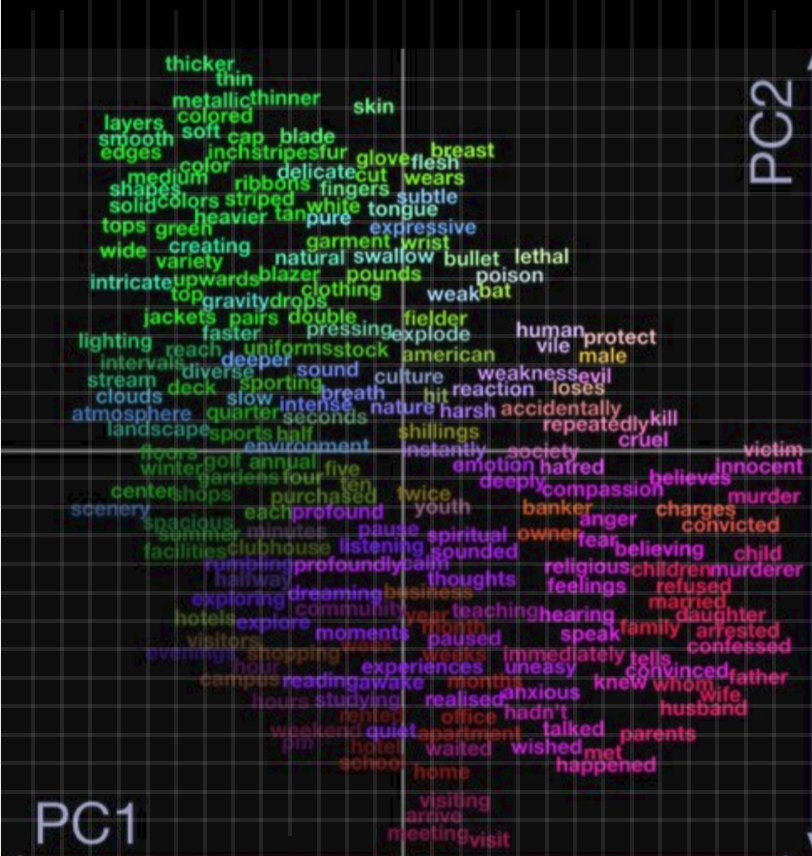 thicker
thin
metallic thinner
skin
colored
layers
soft
smooth cap blade
edges inch stripes fur breast
glove flesh
color
delicate cut
medium ribbons wears
shapes fingers
subtle
solid colors striped
white tongue
heavier tan pure
tops green expressive
garment wrist
wide creating
natural swallow bullet lethal
variety
intricate upwards blazer pounds poison
clothing
top weak bat
gravity drops
jackets pairs double fielder
faster pressing explode human protect
lighting
reach uniforms stock american vile male
intervals deeper
diverse sound culture weakness evil
stream deck sporting
clouds slow breath hit reaction loses
intense nature harsh accidentally
atmosphere quarter seconds
landscape sports half shillings repeatedly kill
cruel
environment instantly society victim
floors
winter golf annual five emotion hatred innocent
gardens four ten deeply believes
center shops purchased twice compassion murder
scenery each profound youth banker charges
spacious anger convicted
summer minutes pause spiritual owner fear
facilities clubhouse listening sounded believing child
rumbling profoundly calm religious children murderer
halfway thoughts feelings refused
exploring dreaming business married
community year teaching hearing daughter
hotels explore month family arrested
visitors moments paused speak
week confessed
evenings shopping weeks immediately tells
hour experiences uneasy convinced father
campus reading awake months knew whom
wife
hours studying realised anxious
rented office hadn't husband
weekend quiet apartment talked parents
pm hotel waited wished met
school home happened
visiting
arrive
meeting visit
PC1
PC2